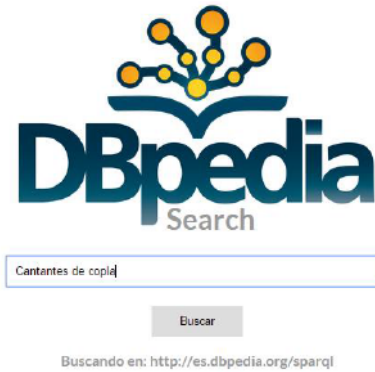 DBpedia
Search
Cantantes de copla
Buscar
Buscando en: http://es.dbpedia.org/sparql